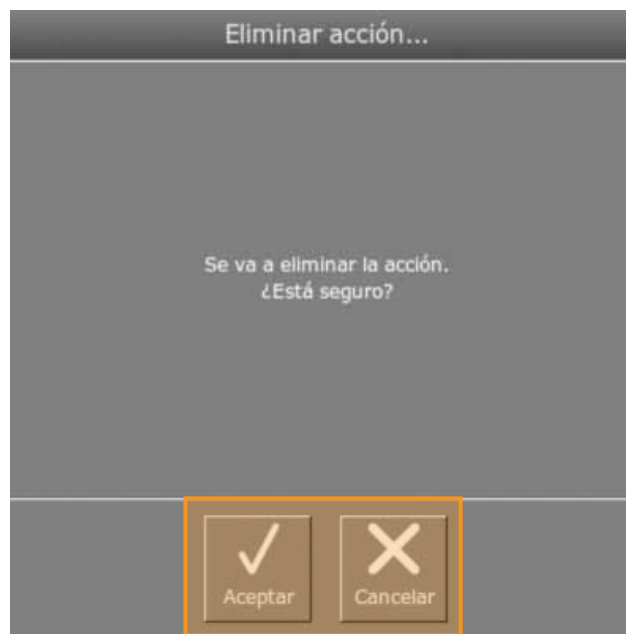 Eliminar acción...
Se va a eliminar la acción.
¿Está seguro?
Aceptar
Cancelar